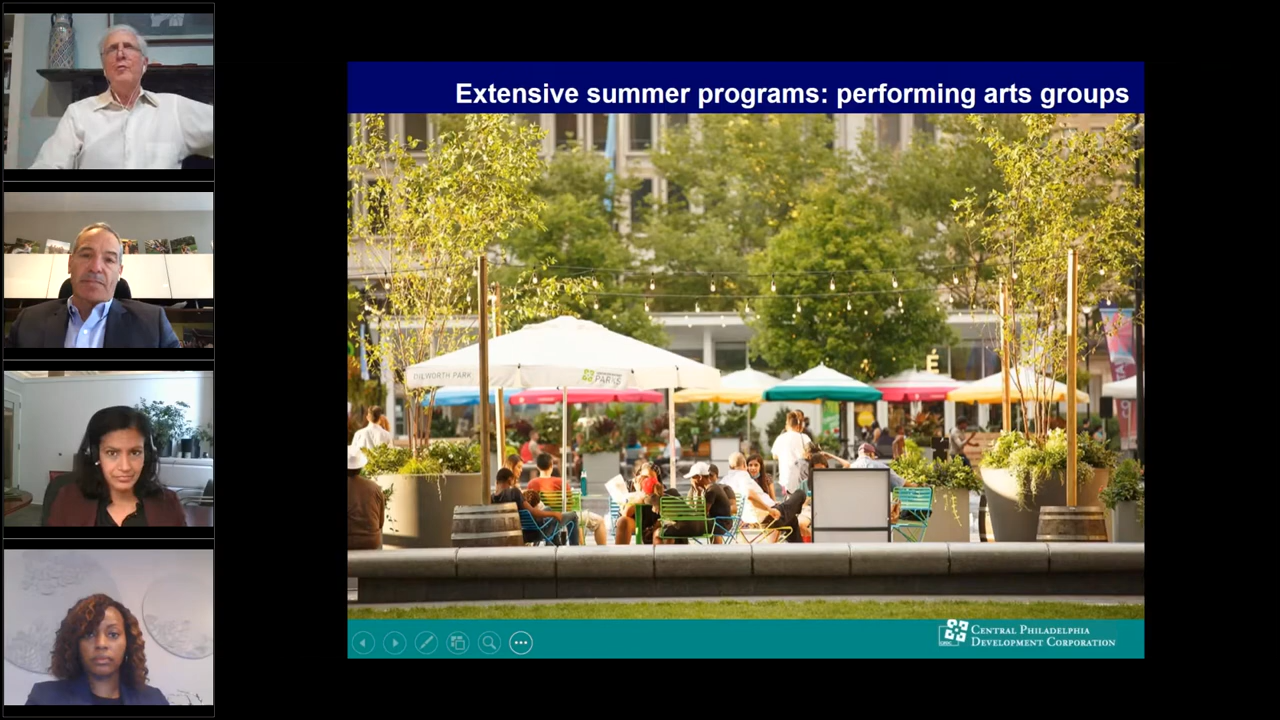 Extensive summer programs: performing arts groups
DILWORTH PARK
PARKS
CENTRAL PHILADELPHIA
DEVELOPMENT CORPORATION